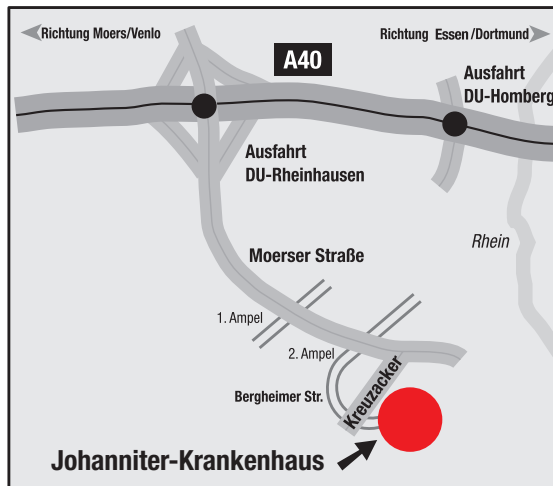 Richtung Moers/Venlo
Richtung Essen/Dortmund
A40
Ausfahrt
DU-Homberg
Ausfahrt
DU-Rheinhausen
Rhein
Moerser Straße
1. Ampel
2. Ampel
Bergheimer Str.
Kreuzacker
Johanniter-Krankenhaus